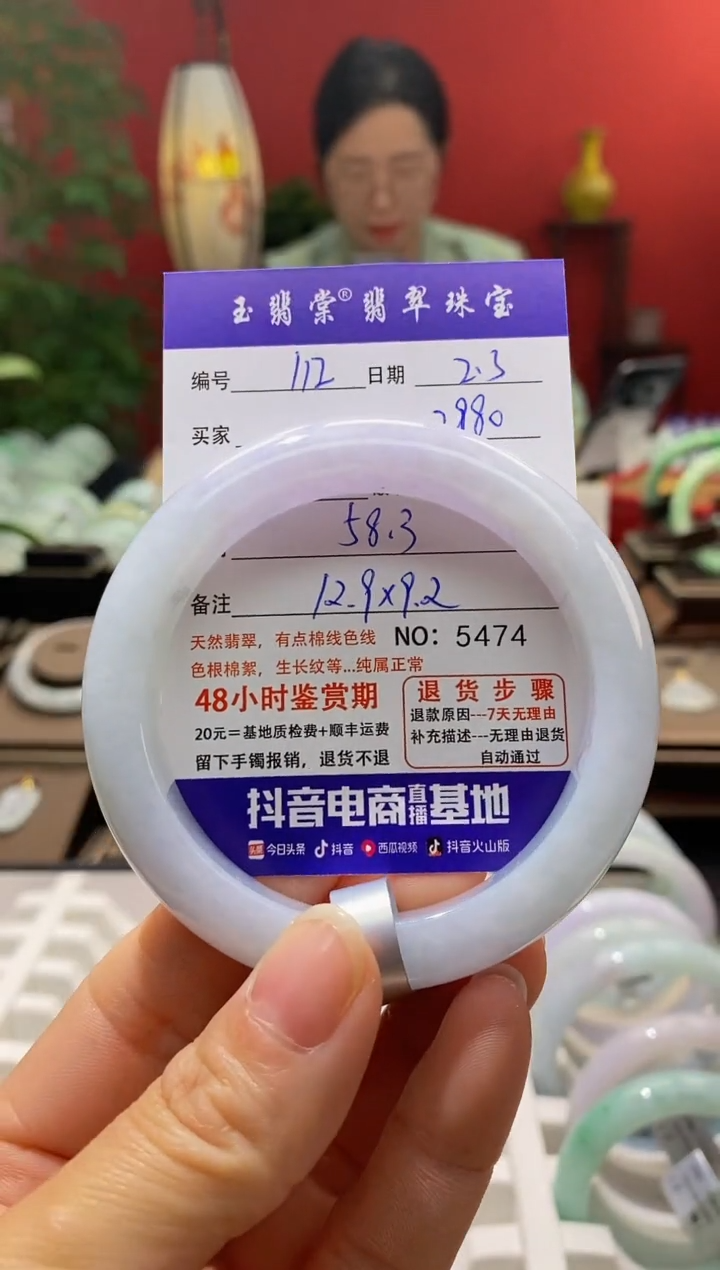 玉翡棠®翡翠珠宝
编号 112 日期 2.3
买家 2980
58.3
备注 12.9x9.2
天然翡翠，有点棉线色线 NO：5474
色根棉絮，生长纹等...纯属正常
48小时鉴赏期
20元＝基地质检费+顺丰运费
留下手镯报销，退货不退
退货步骤
退款原因---7天无理由
补充描述---无理由退货
自动通过
抖音电商直播基地
头条 今日头条 抖音 西瓜视频 抖音火山版